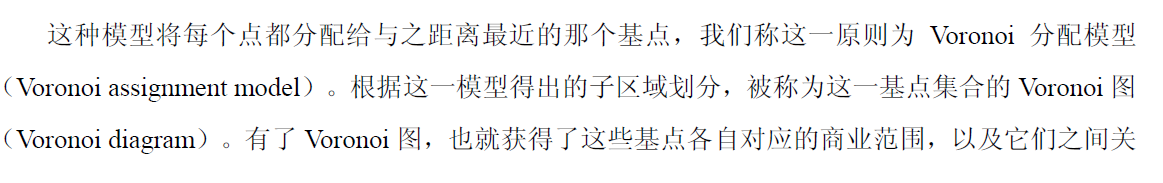 这种模型将每个点都分配给与之距离最近的那个基点，我们称这一原则为 Voronoi 分配模型
（Voronoi assignment model）。根据这一模型得出的子区域划分，被称为这一基点集合的 Voronoi 图
（Voronoi diagram）。有了 Voronoi 图，也就获得了这些基点各自对应的商业范围，以及它们之间关